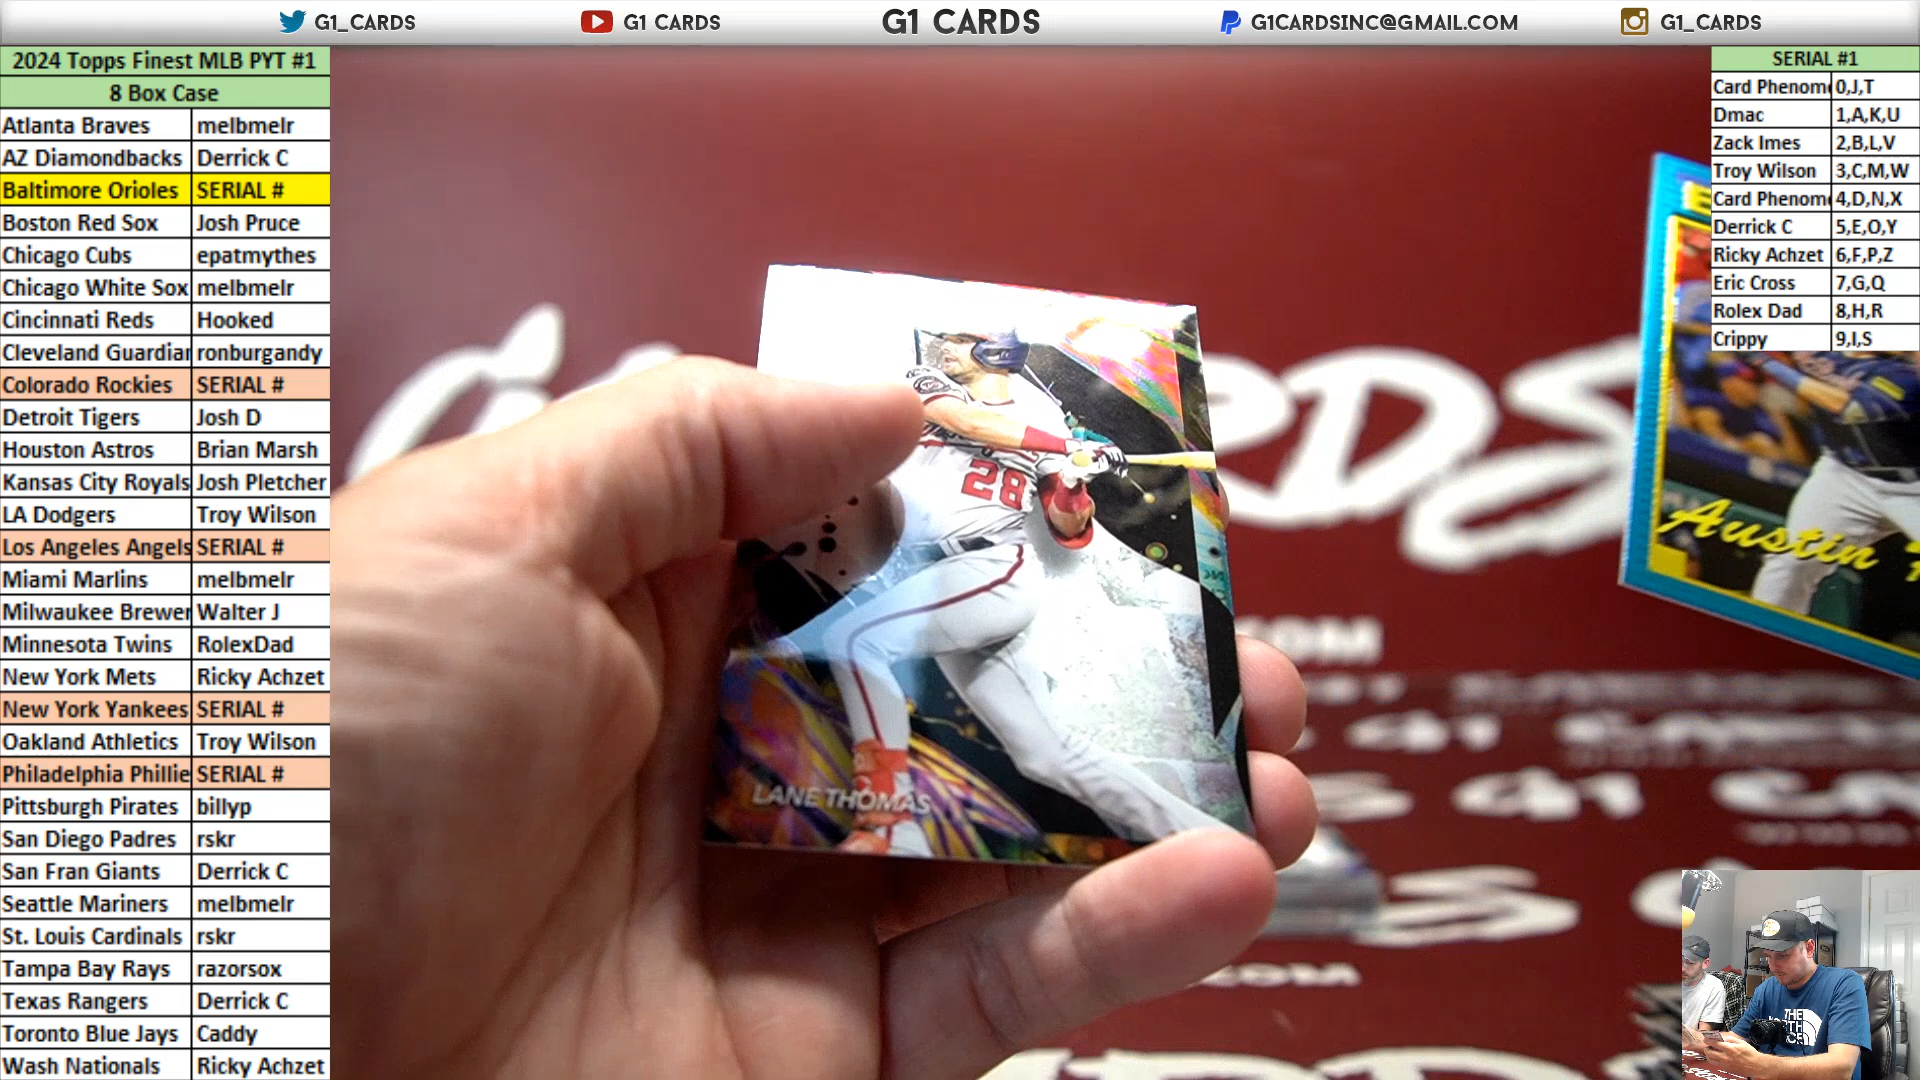 G1_CARDS
G1 CARDS
G1 CARDS
G1CARDSINC@GMAIL.COM
G1_CARDS
2024 Topps Finest MLB PYT #1
8 Box Case
Atlanta Braves melbmelr
AZ Diamondbacks Derrick C
Baltimore Orioles SERIAL #
Boston Red Sox Josh Pruce
Chicago Cubs epatmythes
Chicago White Sox melbmelr
Cincinnati Reds Hooked
Cleveland Guardian ronburgandy
Colorado Rockies SERIAL #
Detroit Tigers Josh D
Houston Astros Brian Marsh
Kansas City Royals Josh Pletcher
LA Dodgers Troy Wilson
Los Angeles Angels SERIAL #
Miami Marlins melbmelr
Milwaukee Brewer Walter J
Minnesota Twins RolexDad
New York Mets Ricky Achzet
New York Yankees SERIAL #
Oakland Athletics Troy Wilson
Philadelphia Phillie SERIAL #
Pittsburgh Pirates billyp
San Diego Padres rskr
San Fran Giants Derrick C
Seattle Mariners melbmelr
St. Louis Cardinals rskr
Tampa Bay Rays razorsox
Texas Rangers Derrick C
Toronto Blue Jays Caddy
Wash Nationals Ricky Achzet
SERIAL #1
Card Phenom 0,J,T
Dmac 1,A,K,U
Zack Imes 2,B,L,V
Troy Wilson 3,C,M,W
Card Phenom 4,D,N,X
Derrick C 5,E,O,Y
Ricky Achzet 6,F,P,Z
Eric Cross 7,G,Q
Rolex Dad 8,H,R
Crippy 9,I,S
28
LANE THOMAS
Austin
THE
NORTH
FACE